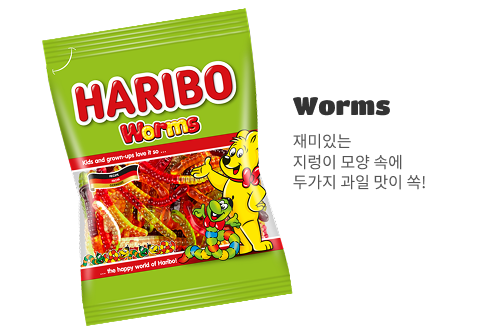 HARIBO
Worms
Kids and grown-ups love it so ...
... the happy world of Haribo!
Worms
재미있는
지렁이 모양 속에
두가지 과일 맛이 쏙!